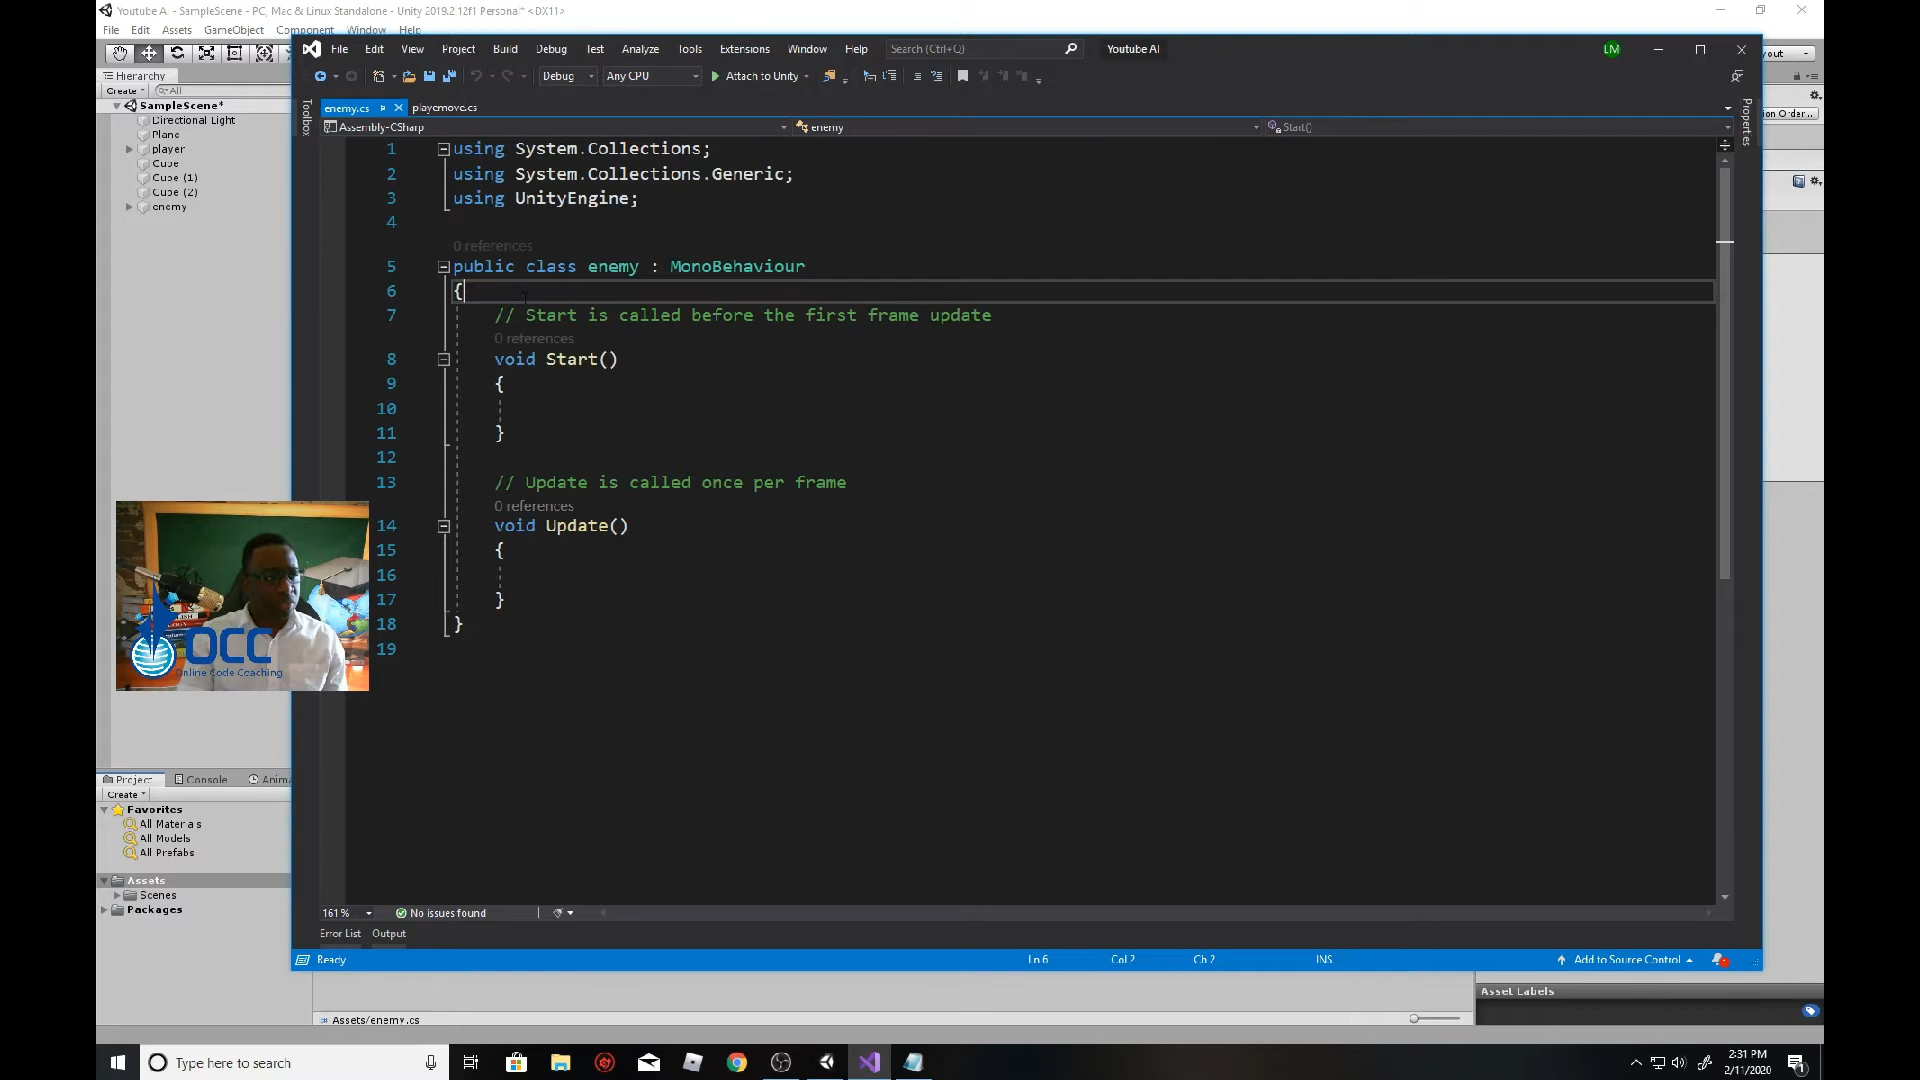 Youtube A. - SampleScene - PC, Mac & Linux Standalone - Unity 2019.2.12f1 Personal* <DX11>
File Edit Assets GameObject Component Window Help
File Edit View Project Build Debug Test Analyze Tools Extensions Window Help Search (Ctrl+Q) Youtube AI LM
Debug Any CPU Attach to Unity
Hierarchy
Create All
SampleScene*
Directional Light
Plane
player
Cube
Cube (1)
Cube (2)
enemy
Toolbox
Properties
enemy.cs playemove.cs
Assembly-CSharp enemy Start()
1 using System.Collections;
2 using System.Collections.Generic;
3 using UnityEngine;
4
0 references
5 public class enemy : MonoBehaviour
6 {
7 // Start is called before the first frame update
0 references
8 void Start()
9 {
10
11 }
12
13 // Update is called once per frame
0 references
14 void Update()
15 {
16
17 }
18 }
19
OCC
Online Code Coaching
Project Console Anima
Create
Favorites
All Materials
All Models
All Prefabs
Assets
Scenes
Packages
161 % No issues found
Error List Output
Ready Ln 6 Col 2 Ch 2 INS Add to Source Control
Asset Labels
Assets/enemy.cs
Type here to search
2:31 PM
2/11/2020